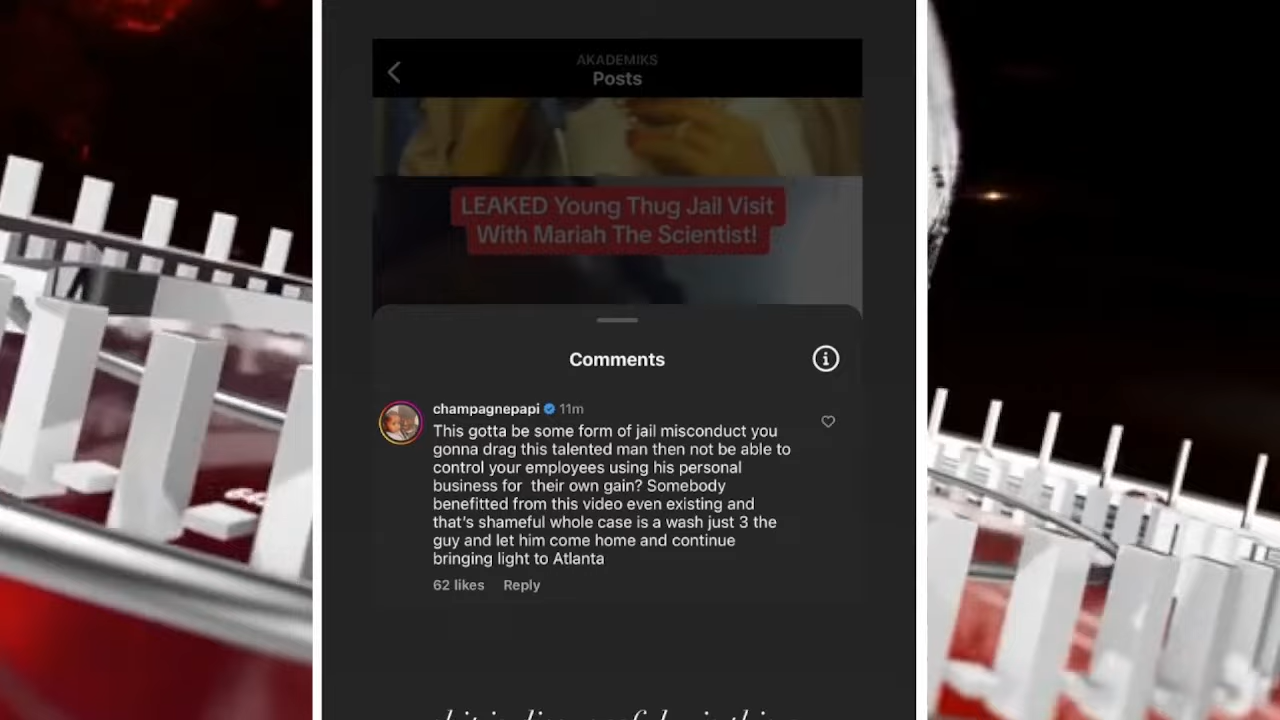 AKADEMIKS
Posts
LEAKED Young Thug Jail Visit
With Mariah The Scientist!
Comments
champagnepapi 11m
This gotta be some form of jail misconduct you
gonna drag this talented man then not be able to
control your employees using his personal
business for their own gain? Somebody
benefitted from this video even existing and
that's shameful whole case is a wash just 3 the
guy and let him come home and continue
bringing light to Atlanta
62 likes Reply